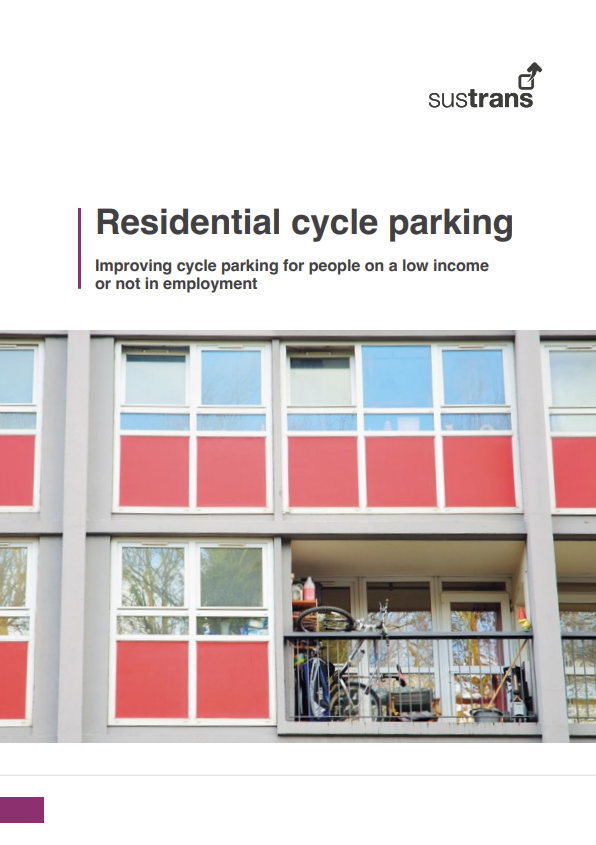 sustrans
Residential cycle parking
Improving cycle parking for people on a low income
or not in employment